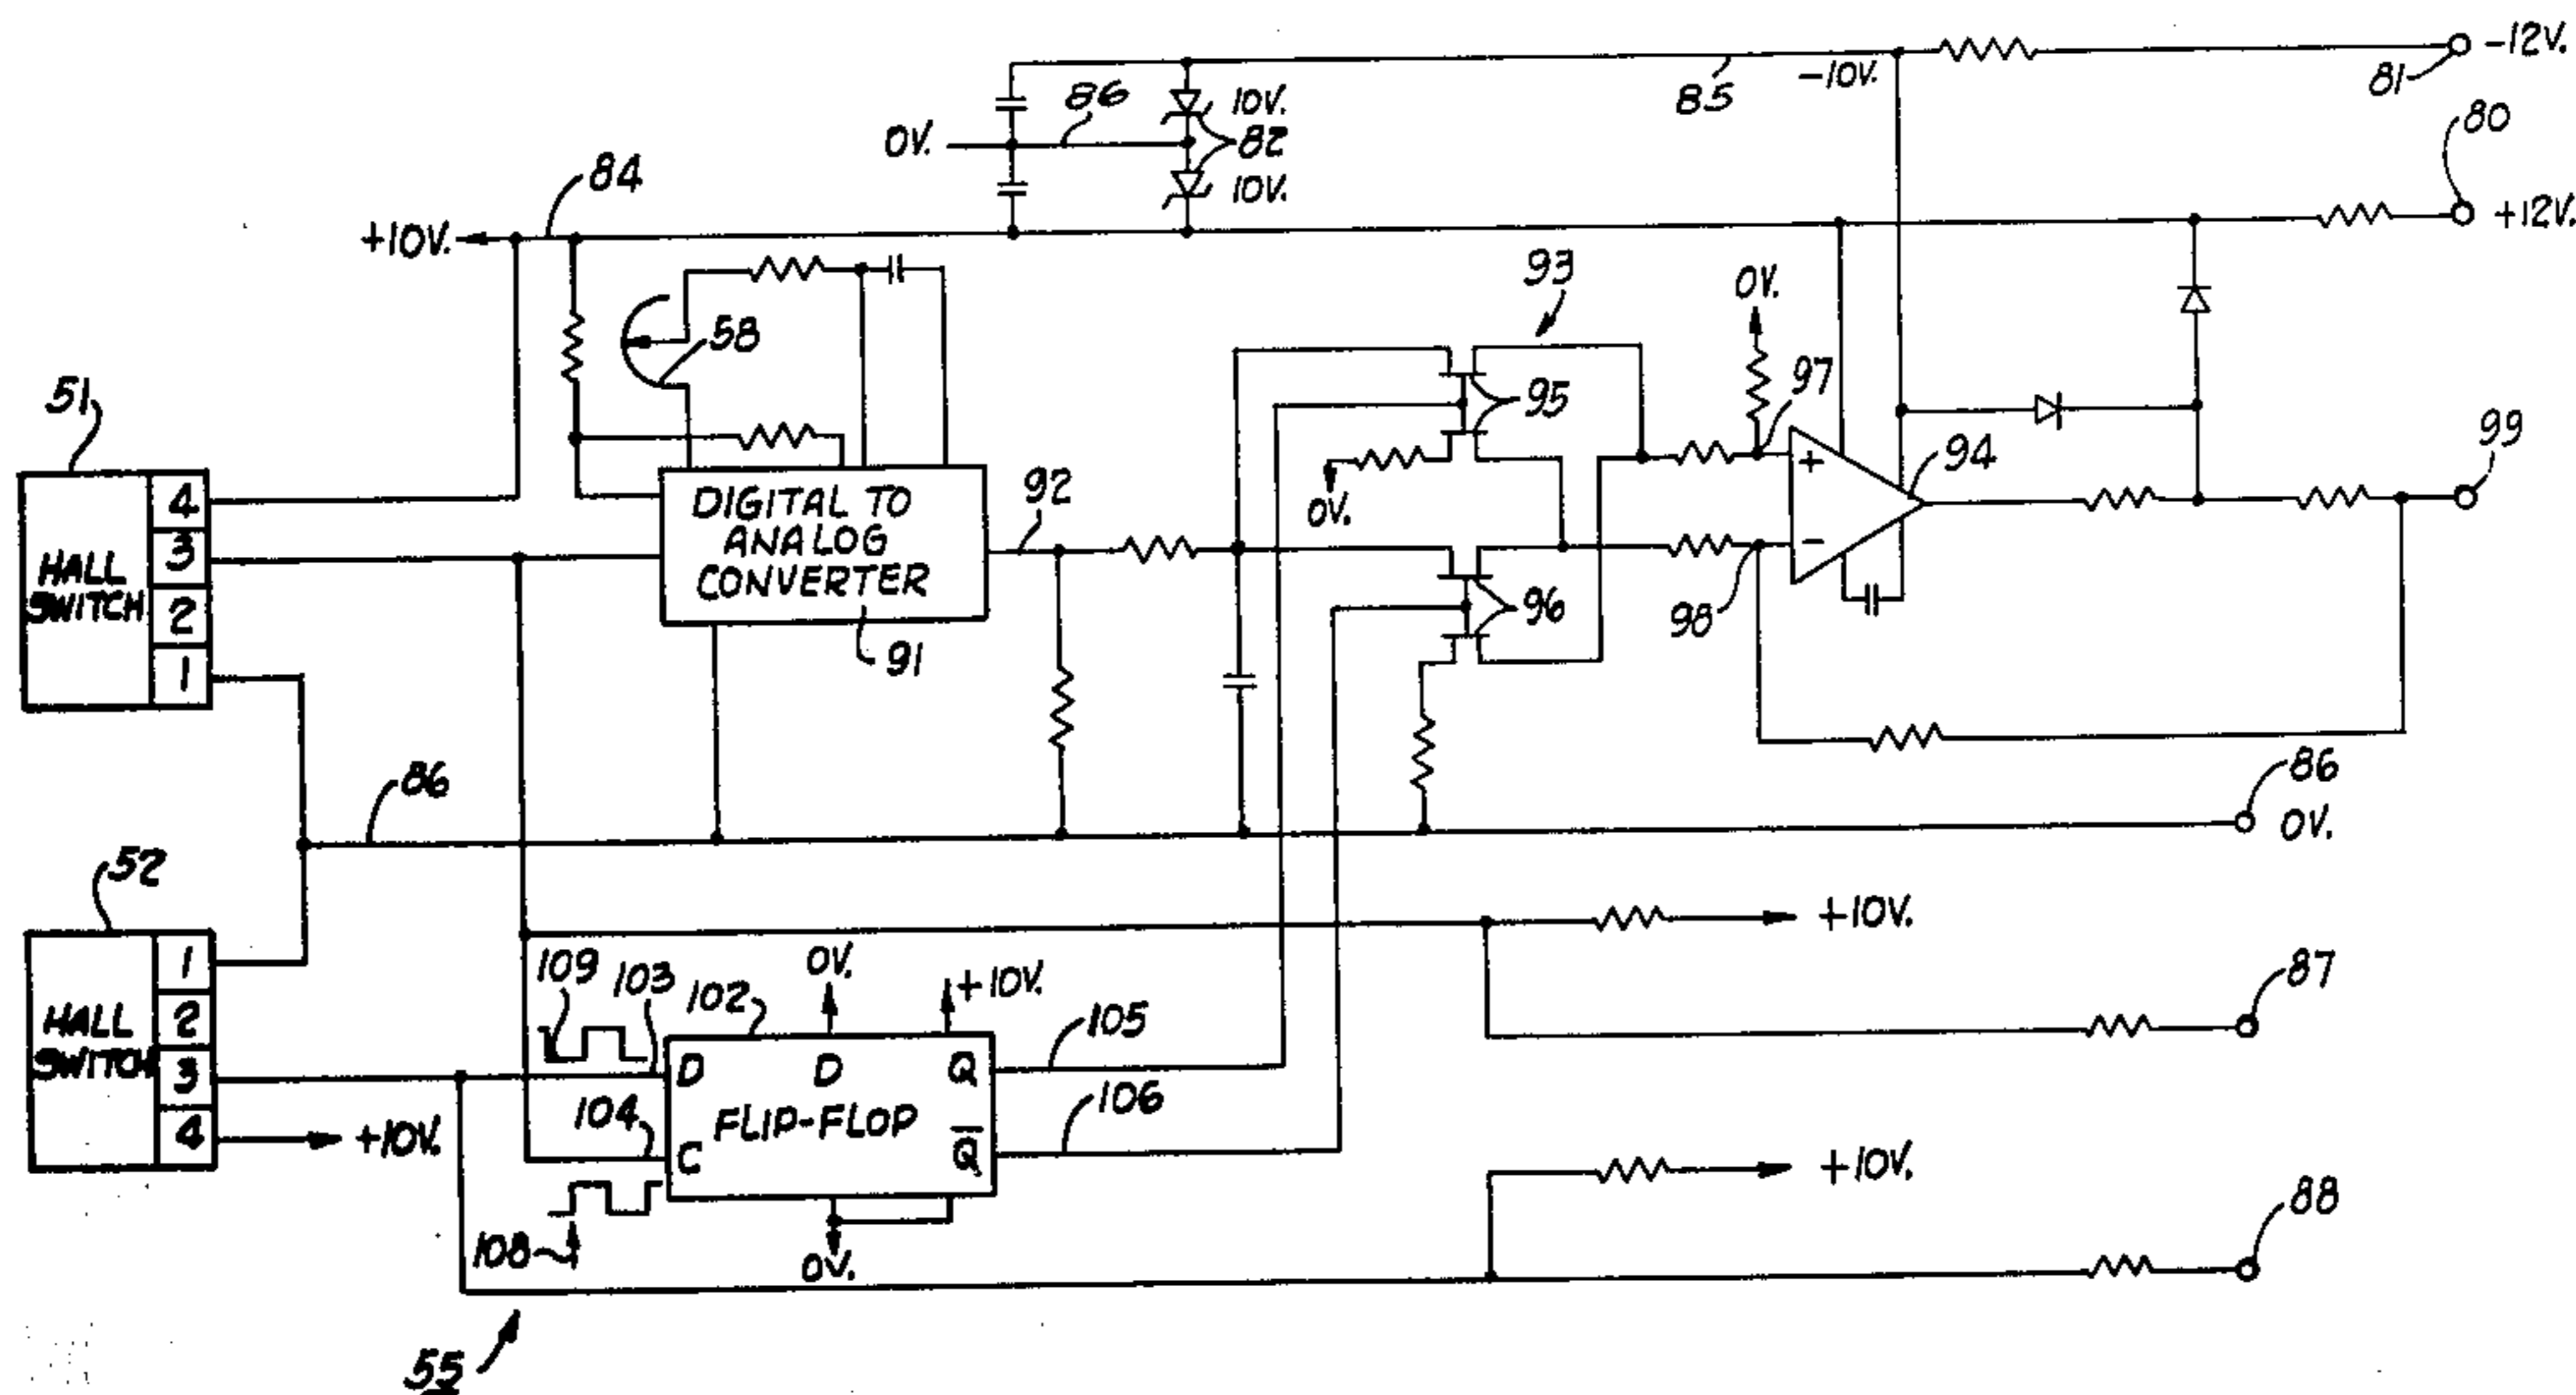 -12V.
81
85
-10V.
86
10V.
0V.
82
10V.
80
84
+10V.
+12V.
93
0V.
58
97
95
51
4
3
2
1
HALL
SWITCH
DIGITAL TO
ANALOG
CONVERTER
91
92
0V.
+
-
94
99
96
98
86
86
0V.
52
HALL
SWITCH
1
2
3
4
+10V.
+10V.
109
103
102
0V.
+10V.
105
87
D
D
Q
104
FLIP-FLOP
106
C
Q̅
108
0V.
+10V.
88
55